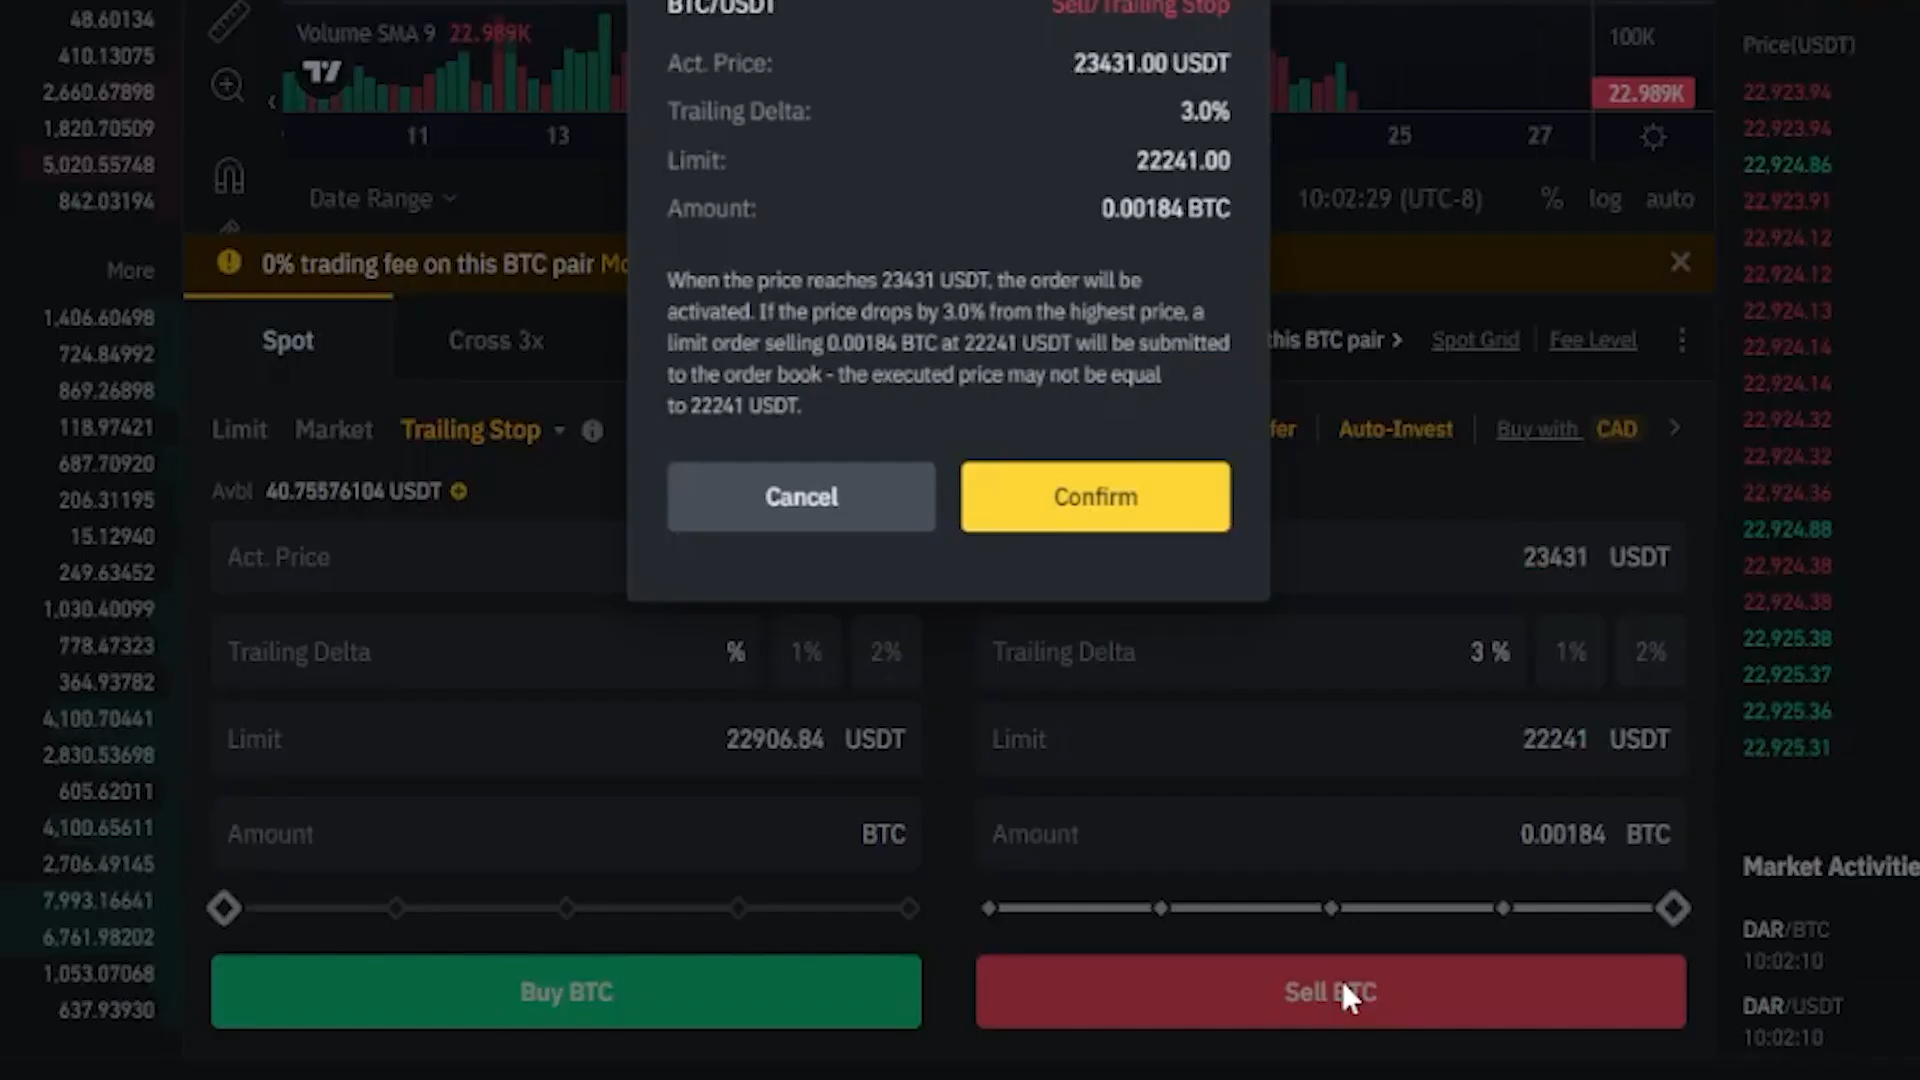 48.60134
410.13075
2,660.67898
1,820.70509
5,020.55748
842.03194
More
1,406.60498
724.84992
869.26898
118.97421
687.70920
206.31195
15.12940
249.63452
1,030.40099
778.47323
364.93782
4,100.70441
2,830.53698
605.62011
4,100.65611
2,706.49145
7,993.16641
6,761.98202
1,053.07068
637.93930
Volume SMA 9 22.989K
11 13
Date Range
0% trading fee on this BTC pair
Spot Cross 3x
Limit Market Trailing Stop
Avbl 40.75576104 USDT
Act. Price
Trailing Delta % 1% 2%
Limit 22906.84 USDT
Amount BTC
Buy BTC
BTC/USDT Sell/Trailing Stop
Act. Price: 23431.00 USDT
Trailing Delta: 3.0%
Limit: 22241.00
Amount: 0.00184 BTC
When the price reaches 23431 USDT, the order will be
activated. If the price drops by 3.0% from the highest price, a
limit order selling 0.00184 BTC at 22241 USDT will be submitted
to the order book - the executed price may not be equal
to 22241 USDT.
Cancel Confirm
100K
22.989K
25 27
10:02:29 (UTC-8) % log auto
this BTC pair Spot Grid Fee Level
Auto-Invest Buy with CAD
23431 USDT
Trailing Delta 3 % 1% 2%
Limit 22241 USDT
Amount 0.00184 BTC
Sell BTC
Price(USDT)
22,923.94
22,923.94
22,924.86
22,923.91
22,924.12
22,924.12
22,924.13
22,924.14
22,924.14
22,924.32
22,924.32
22,924.36
22,924.88
22,924.38
22,924.38
22,925.38
22,925.37
22,925.36
22,925.31
Market Activitie
DAR/BTC
10:02:10
DAR/USDT
10:02:10